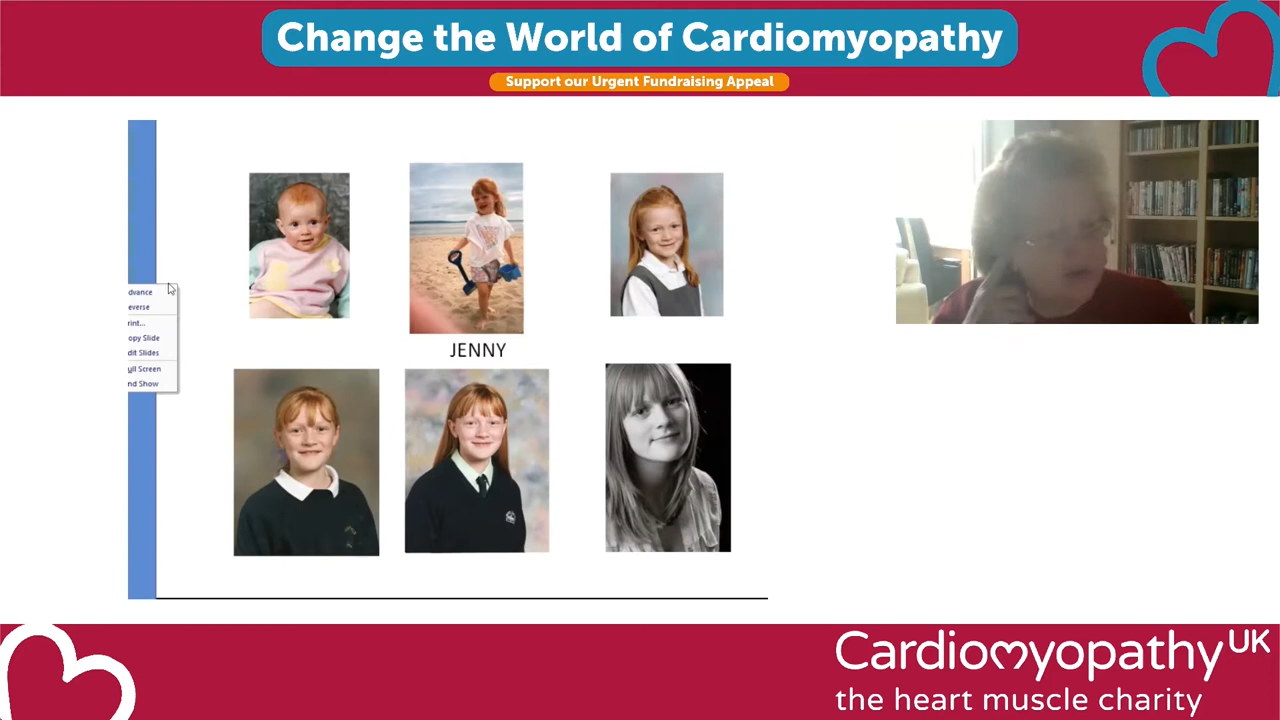 Change the World of Cardiomyopathy
Support our Urgent Fundraising Appeal
dvance
everse
rint...
opy Slide
dit Slides
ull Screen
nd Show
JENNY
Cardiomyopathy UK
the heart muscle charity